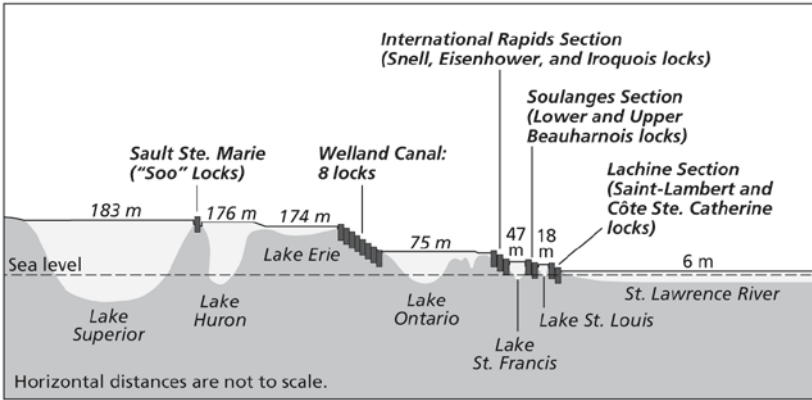 International Rapids Section
(Snell, Eisenhower, and Iroquois locks)
Soulanges Section
(Lower and Upper
Beauharnois locks)
Sault Ste. Marie
(“Soo” Locks)
Welland Canal:
8 locks
Lachine Section
(Saint-Lambert and
Côte Ste. Catherine
locks)
183 m
176 m
174 m
75 m
47
m
18
m
6 m
Sea level
Lake Erie
Lake
Superior
Lake
Huron
Lake
Ontario
Lake
St. Francis
Lake St. Louis
St. Lawrence River
Horizontal distances are not to scale.